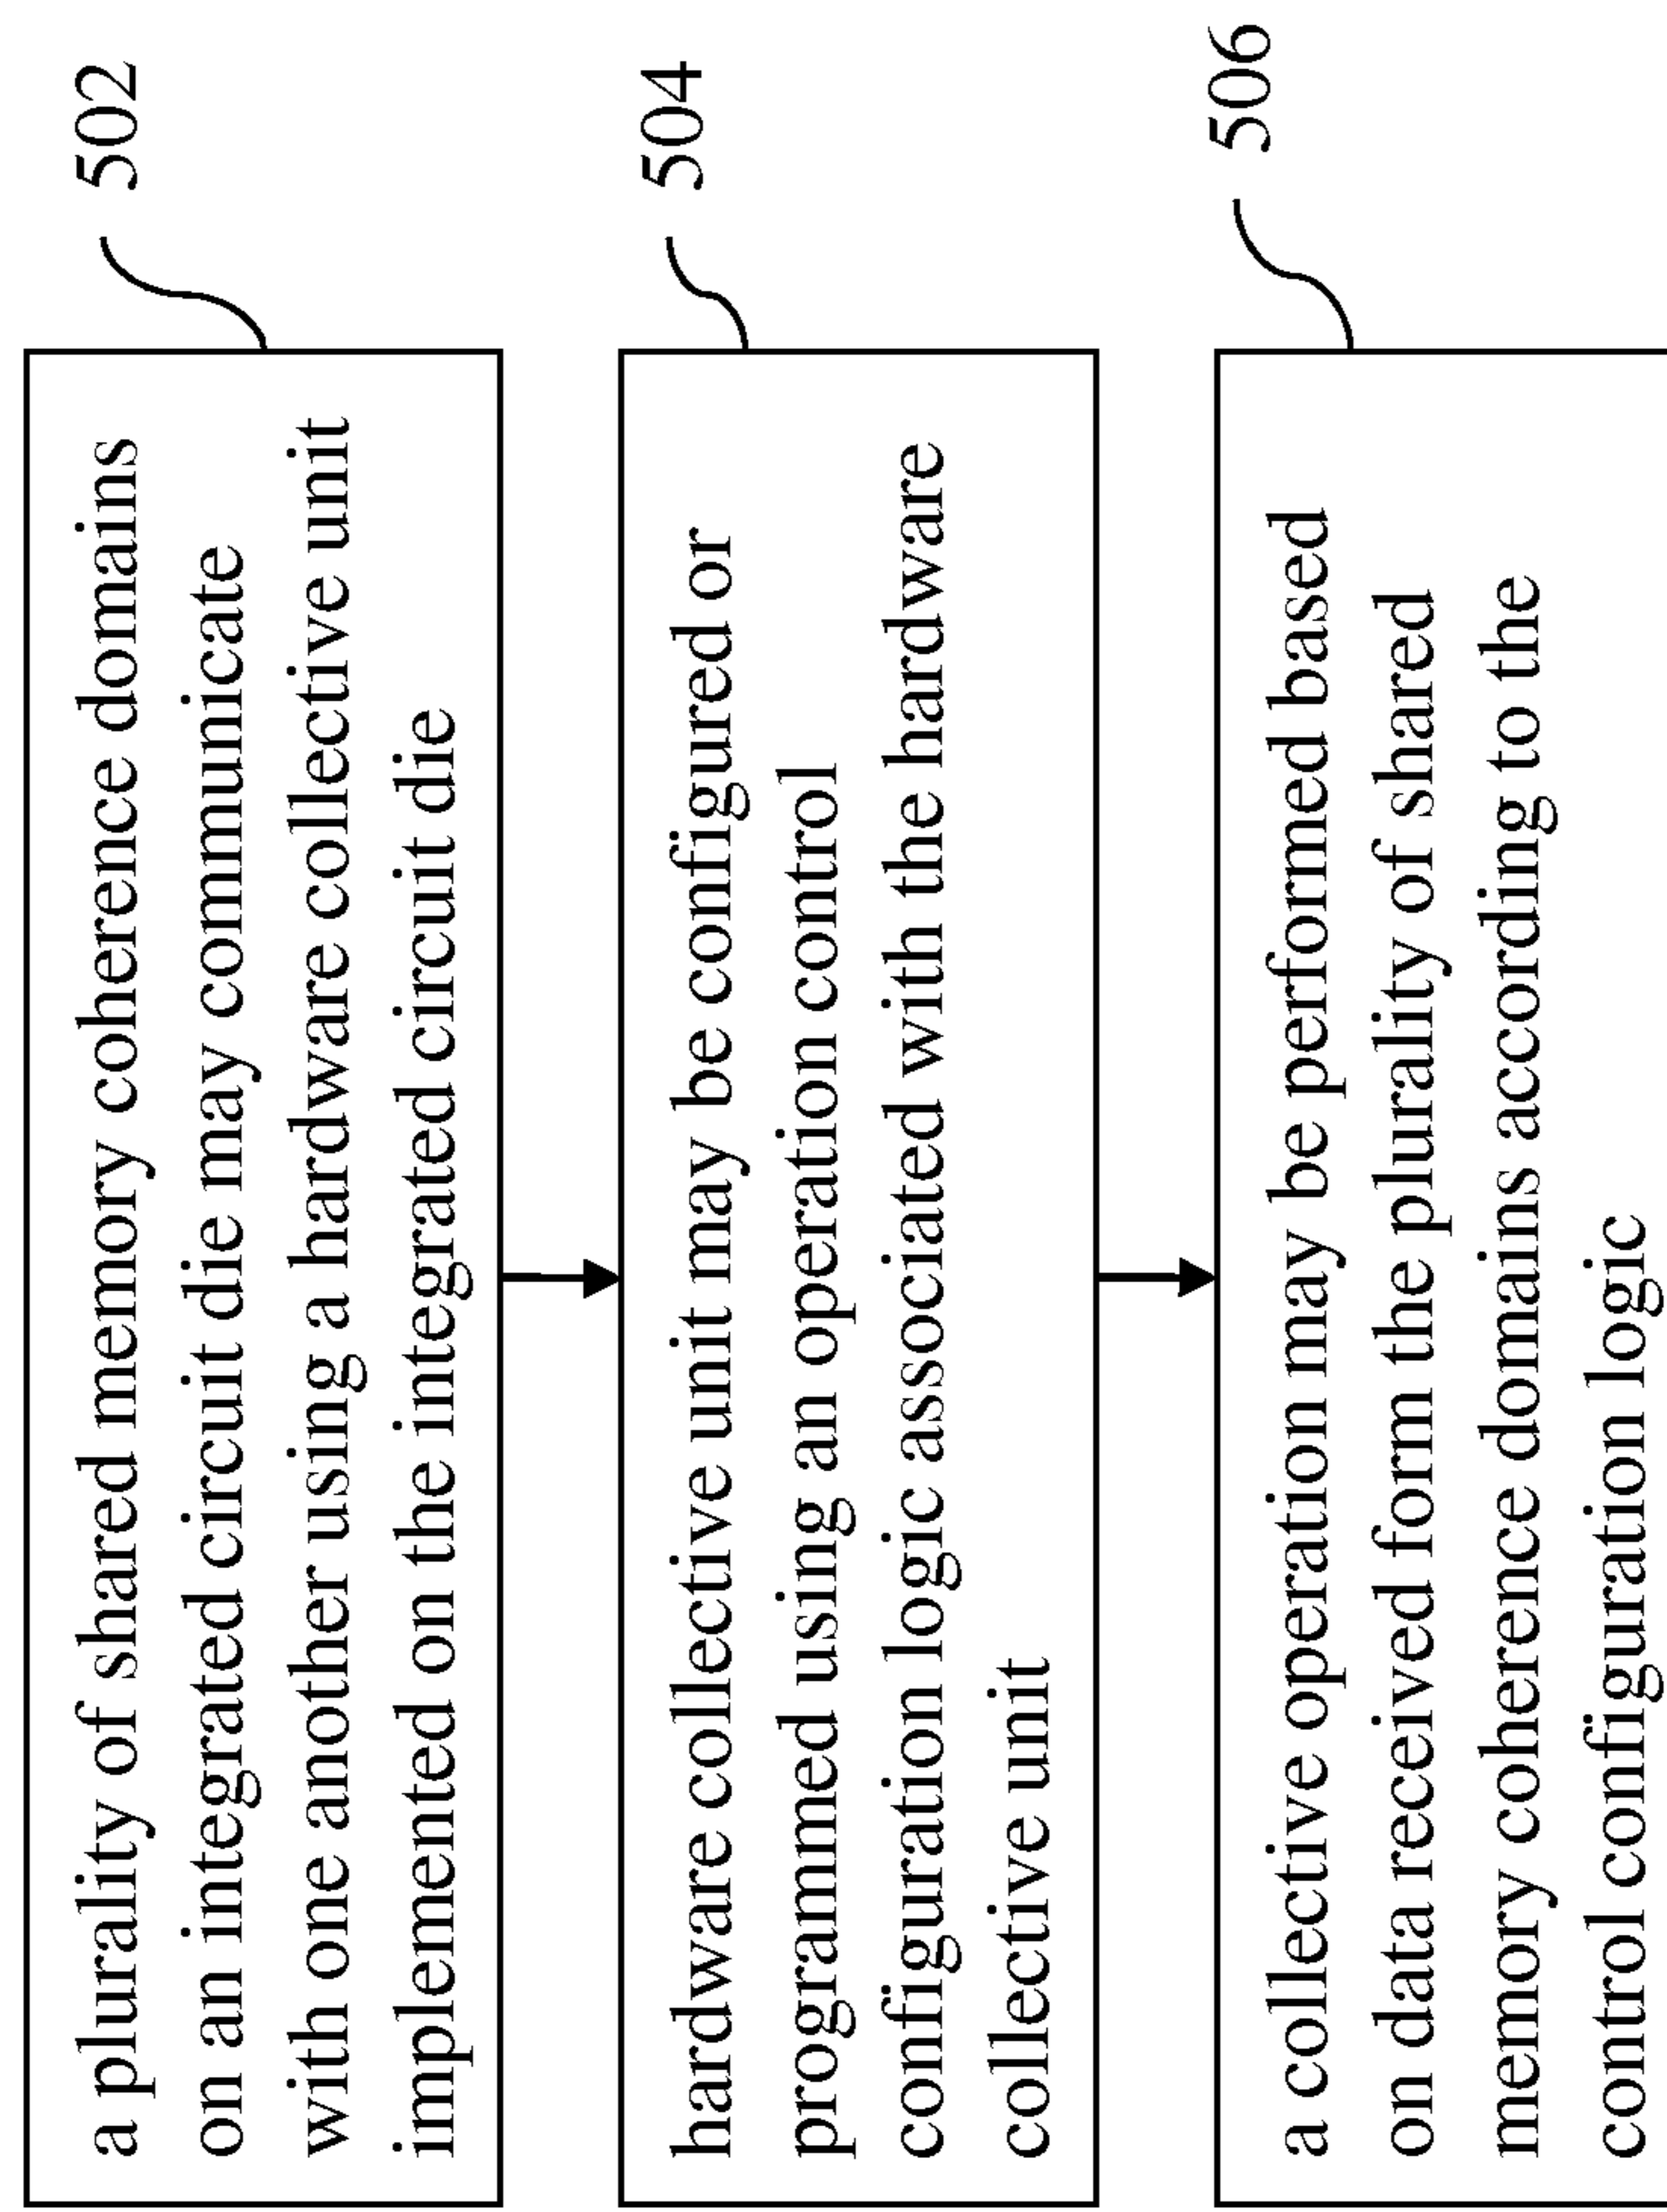 502
a plurality of shared memory coherence domains
on an integrated circuit die may communicate
with one another using a hardware collective unit
implemented on the integrated circuit die
504
hardware collective unit may be configured or
programmed using an operation control
configuration logic associated with the hardware
collective unit
506
a collective operation may be performed based
on data received form the plurality of shared
memory coherence domains according to the
control configuration logic